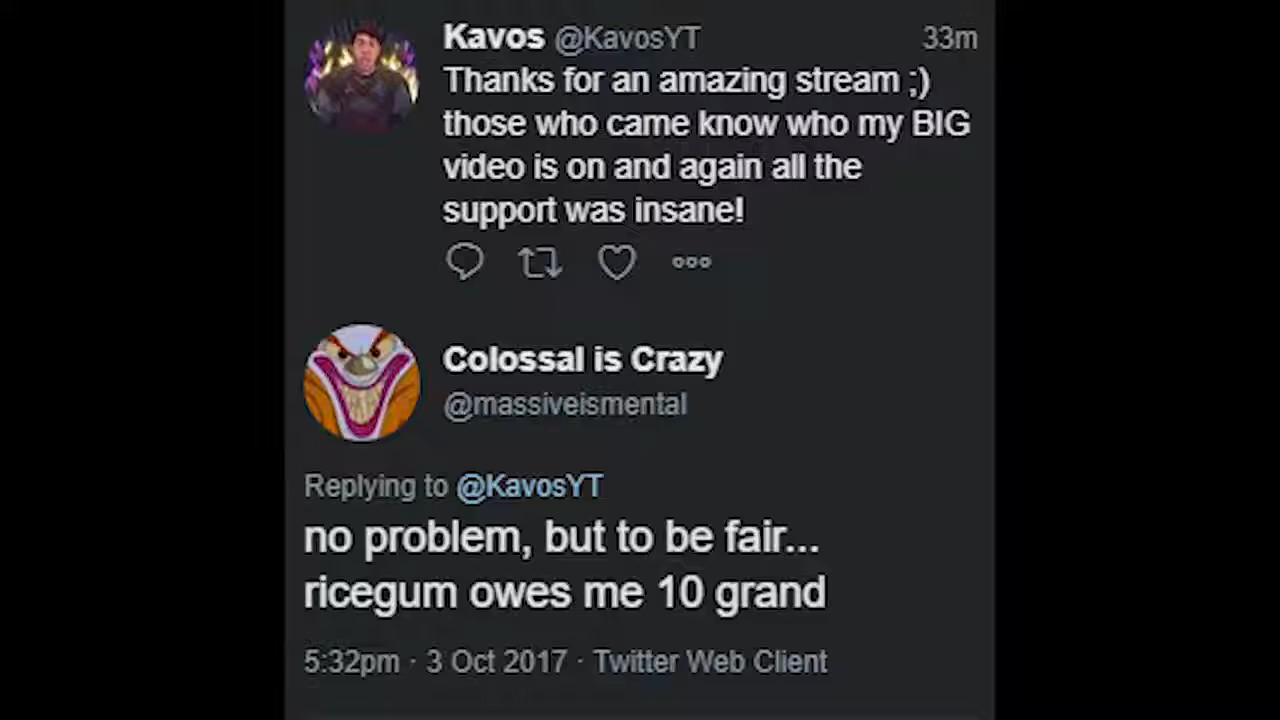 Kavos @KavosYT 33m
Thanks for an amazing stream ;)
those who came know who my BIG
video is on and again all the
support was insane!
Colossal is Crazy
@massiveismental
Replying to @KavosYT
no problem, but to be fair...
ricegum owes me 10 grand
5:32pm · 3 Oct 2017 · Twitter Web Client